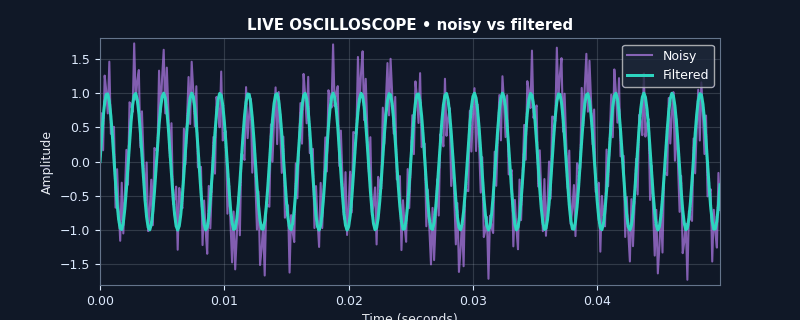 LIVE OSCILLOSCOPE • noisy vs filtered
Noisy
Filtered
Amplitude
1.5
1.0
0.5
0.0
−0.5
−1.0
−1.5
0.00 0.01 0.02 0.03 0.04
Time (seconds)